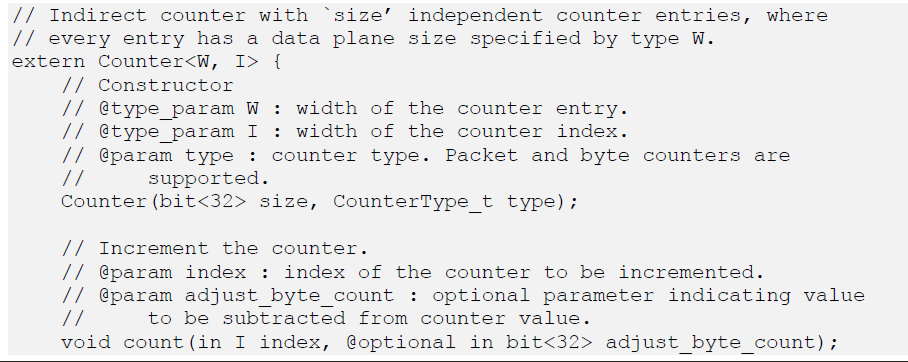 // Indirect counter with `size’ independent counter entries, where
// every entry has a data plane size specified by type W.
extern Counter<W, I> {
    // Constructor
    // @type_param W : width of the counter entry.
    // @type_param I : width of the counter index.
    // @param type : counter type. Packet and byte counters are
    //      supported.
    Counter(bit<32> size, CounterType_t type);

    // Increment the counter.
    // @param index : index of the counter to be incremented.
    // @param adjust_byte_count : optional parameter indicating value
    //      to be subtracted from counter value.
    void count(in I index, @optional in bit<32> adjust_byte_count);